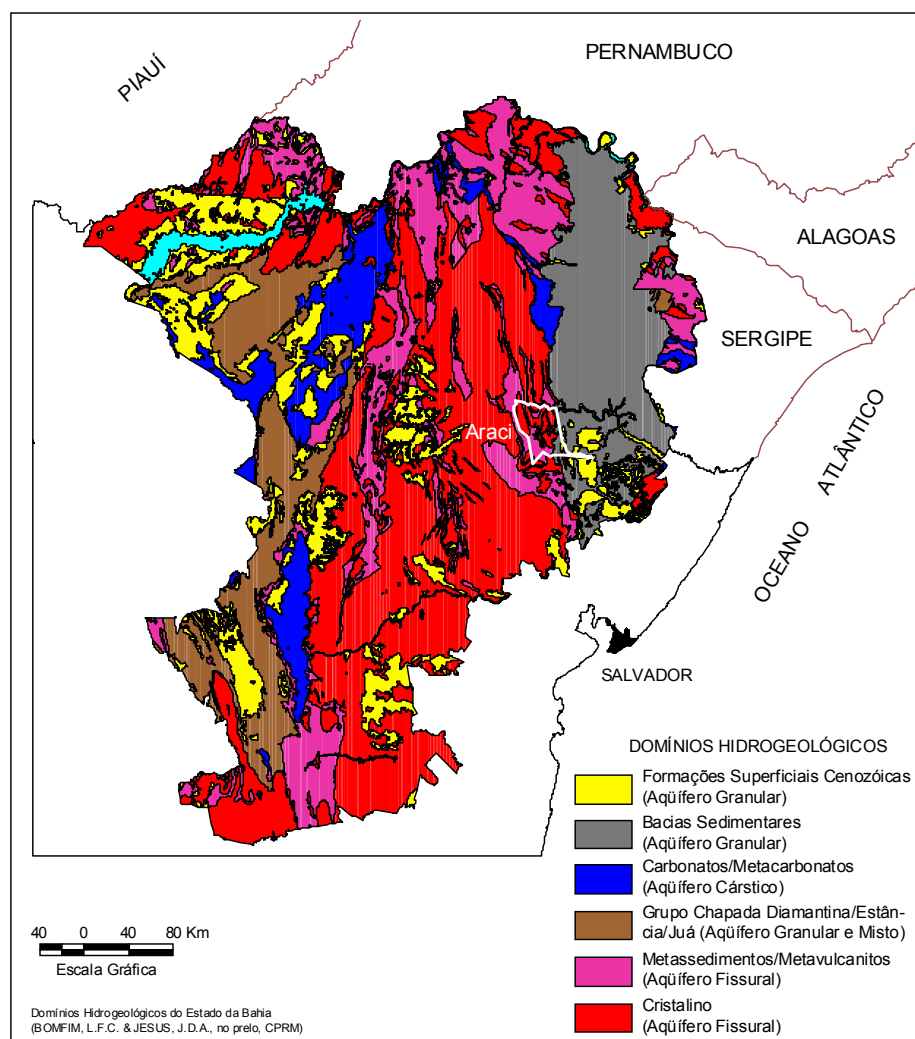 PIAUÍ
PERNAMBUCO
ALAGOAS
SERGIPE
Araci
OCEANO ATLÂNTICO
SALVADOR
DOMÍNIOS HIDROGEOLÓGICOS
Formações Superficiais Cenozóicas
(Aqüífero Granular)
Bacias Sedimentares
(Aqüífero Granular)
Carbonatos/Metacarbonatos
(Aqüífero Cárstico)
Grupo Chapada Diamantina/Estân-
cia/Juá (Aqüífero Granular e Misto)
Metassedimentos/Metavulcanitos
(Aqüífero Fissural)
Cristalino
(Aqüífero Fissural)
40 0 40 80 Km
Escala Gráfica
Domínios Hidrogeológicos do Estado da Bahia
(BOMFIM, L.F.C. & JESUS, J.D.A., no prelo, CPRM)